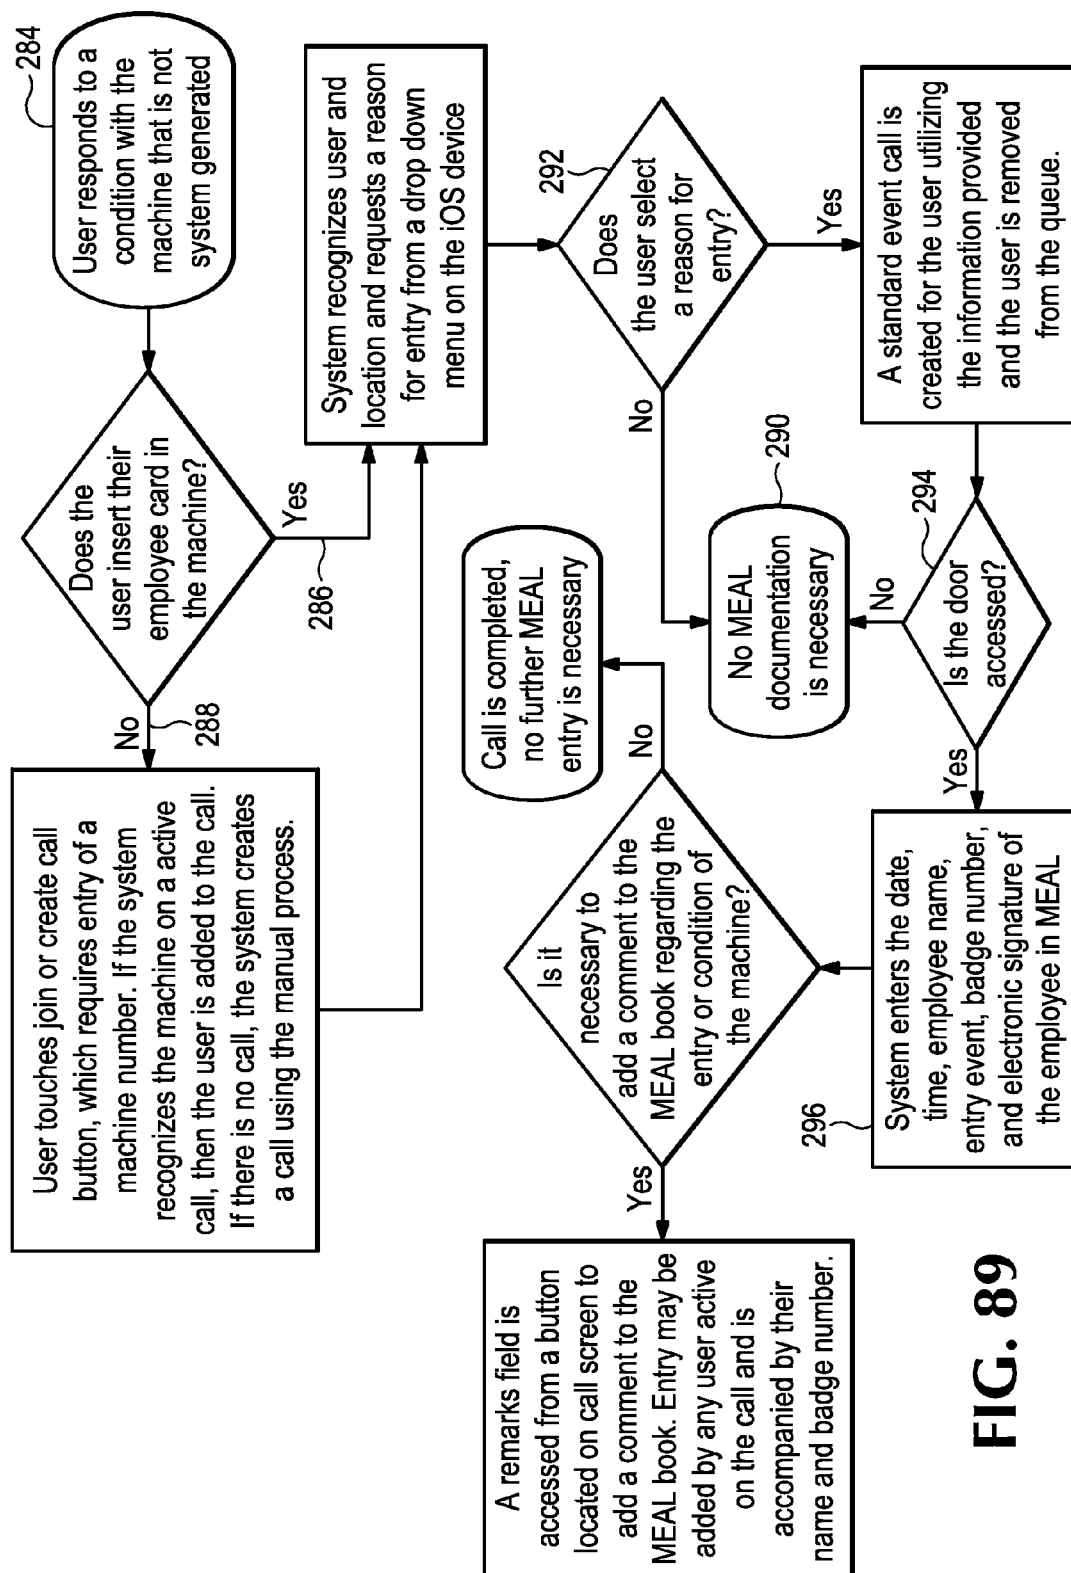 284
User responds to a
condition with the
machine that is not
system generated
Does the
user insert their
employee card in
the machine?
No
288
Yes
286
User touches join or create call
button, which requires entry of a
machine number. If the system
recognizes the machine on a active
call, then the user is added to the call.
If there is no call, the system creates
a call using the manual process.
System recognizes user and
location and requests a reason
for entry from a drop down
menu on the iOS device
292
Does
the user select
a reason for
entry?
No
Yes
290
No MEAL
documentation
is necessary
A standard event call is
created for the user utilizing
the information provided
and the user is removed
from the queue.
294
Is the door
accessed?
No
Yes
296
System enters the date,
time, employee name,
entry event, badge number,
and electronic signature of
the employee in MEAL
Is it
necessary to
add a comment to the
MEAL book regarding the
entry or condition of
the machine?
No
Yes
Call is completed,
no further MEAL
entry is necessary
A remarks field is
accessed from a button
located on call screen to
add a comment to the
MEAL book. Entry may be
added by any user active
on the call and is
accompanied by their
name and badge number.
FIG. 89